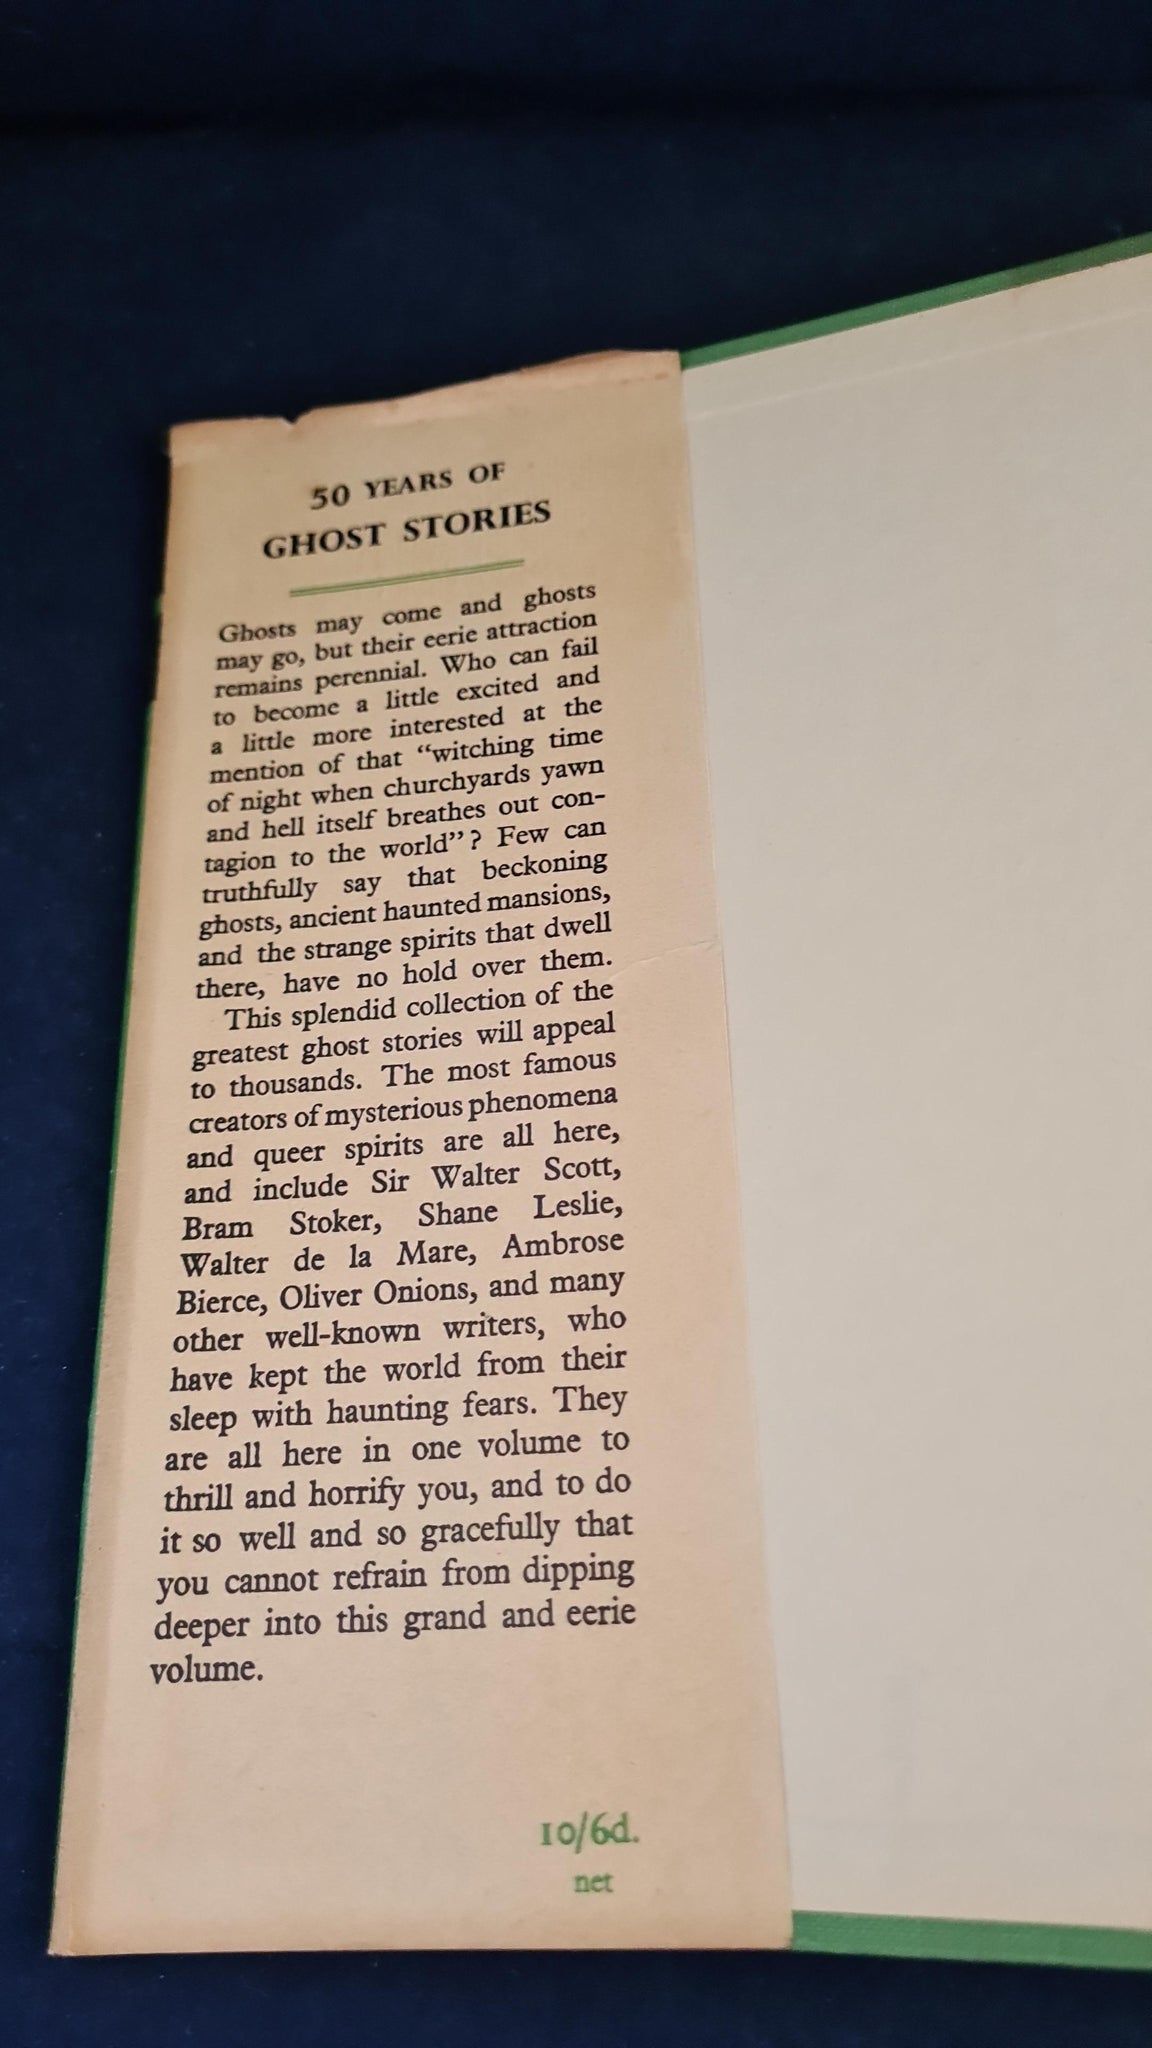 50 YEARS OF
GHOST STORIES
Ghosts may come and ghosts
may go, but their eerie attraction
remains perennial. Who can fail
to become a little excited and
a little more interested at the
mention of that “witching time
of night when churchyards yawn
and hell itself breathes out con-
tagion to the world”? Few can
truthfully say that beckoning
ghosts, ancient haunted mansions,
and the strange spirits that dwell
there, have no hold over them.
This splendid collection of the
greatest ghost stories will appeal
to thousands. The most famous
creators of mysterious phenomena
and queer spirits are all here,
and include Sir Walter Scott,
Bram Stoker, Shane Leslie,
Walter de la Mare, Ambrose
Bierce, Oliver Onions, and many
other well-known writers, who
have kept the world from their
sleep with haunting fears. They
are all here in one volume to
thrill and horrify you, and to do
it so well and so gracefully that
you cannot refrain from dipping
deeper into this grand and eerie
volume.
10/6d.
net